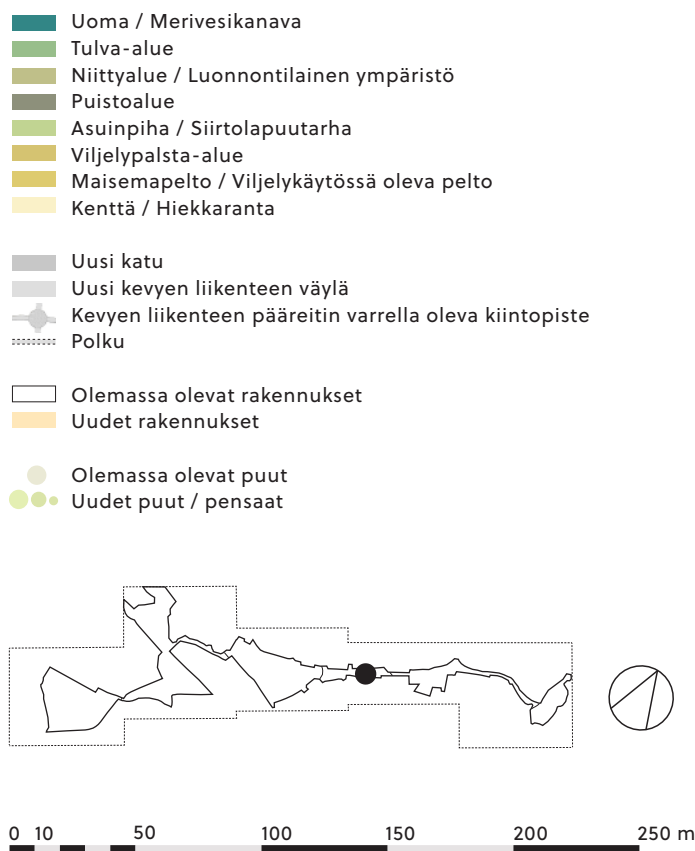 Uoma / Merivesikanava
Tulva-alue
Niittyalue / Luonnontilainen ympäristö
Puistoalue
Asuinpiha / Siirtolapuutarha
Viljelypalsta-alue
Maisemapelto / Viljelykäytössä oleva pelto
Kenttä / Hiekkaranta
Uusi katu
Uusi kevyen liikenteen väylä
Kevyen liikenteen pääreitin varrella oleva kiintopiste
Polku
Olemassa olevat rakennukset
Uudet rakennukset
Olemassa olevat puut
Uudet puut / pensaat
0 10 50 100 150 200 250 m